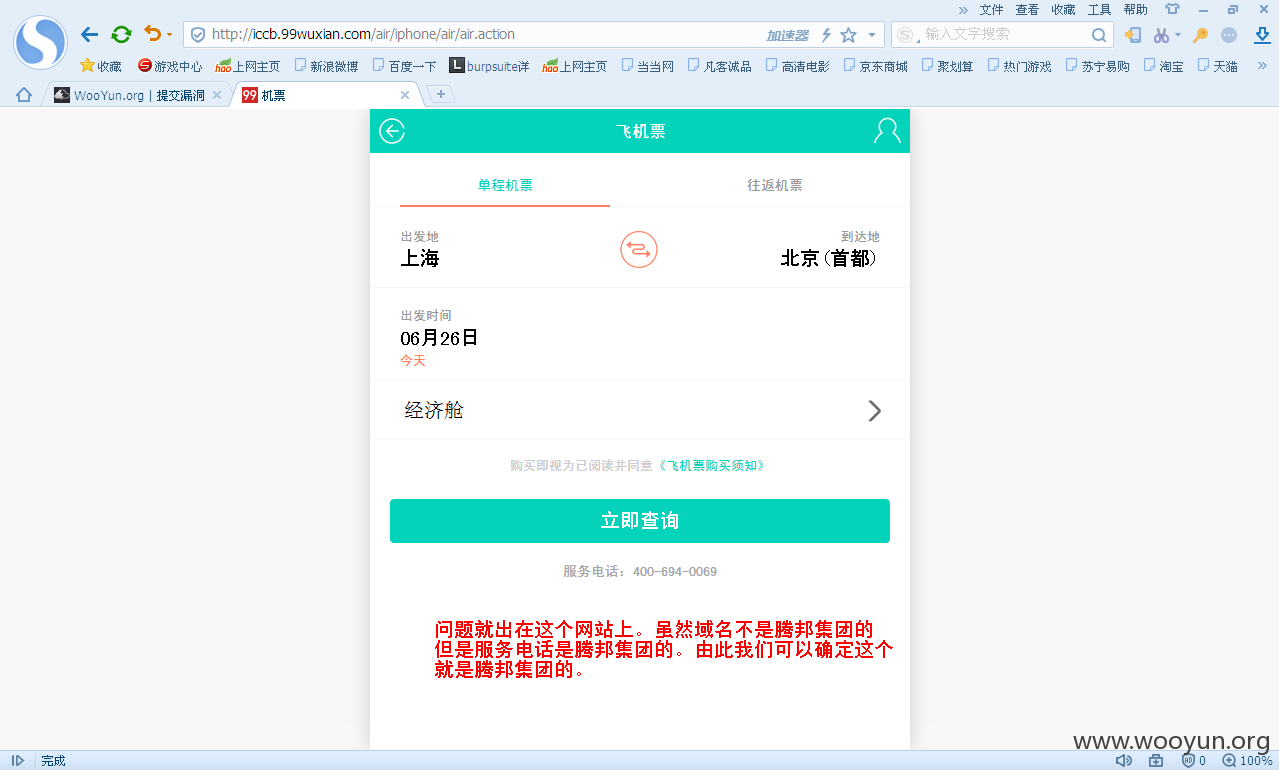 » 文件 查看 收藏 工具 帮助
http://iccb.99wuxian.com/air/iphone/air/air.action 加速器 输入文字搜索
收藏 游戏中心 上网主页 新浪微博 百度一下 burpsuite详 上网主页 当当网 凡客诚品 高清电影 京东商城 聚划算 热门游戏 苏宁易购 淘宝 天猫 »
WooYun.org | 提交漏洞 99 机票
飞机票
单程机票 往返机票
出发地 到达地
上海 北京(首都)
出发时间
06月26日
今天
经济舱
购买即视为已阅读并同意《飞机票购买须知》
立即查询
服务电话：400-694-0069
问题就出在这个网站上。虽然域名不是腾邦集团的
但是服务电话是腾邦集团的。由此我们可以确定这个
就是腾邦集团的。
www.wooyun.org
完成 0 100%